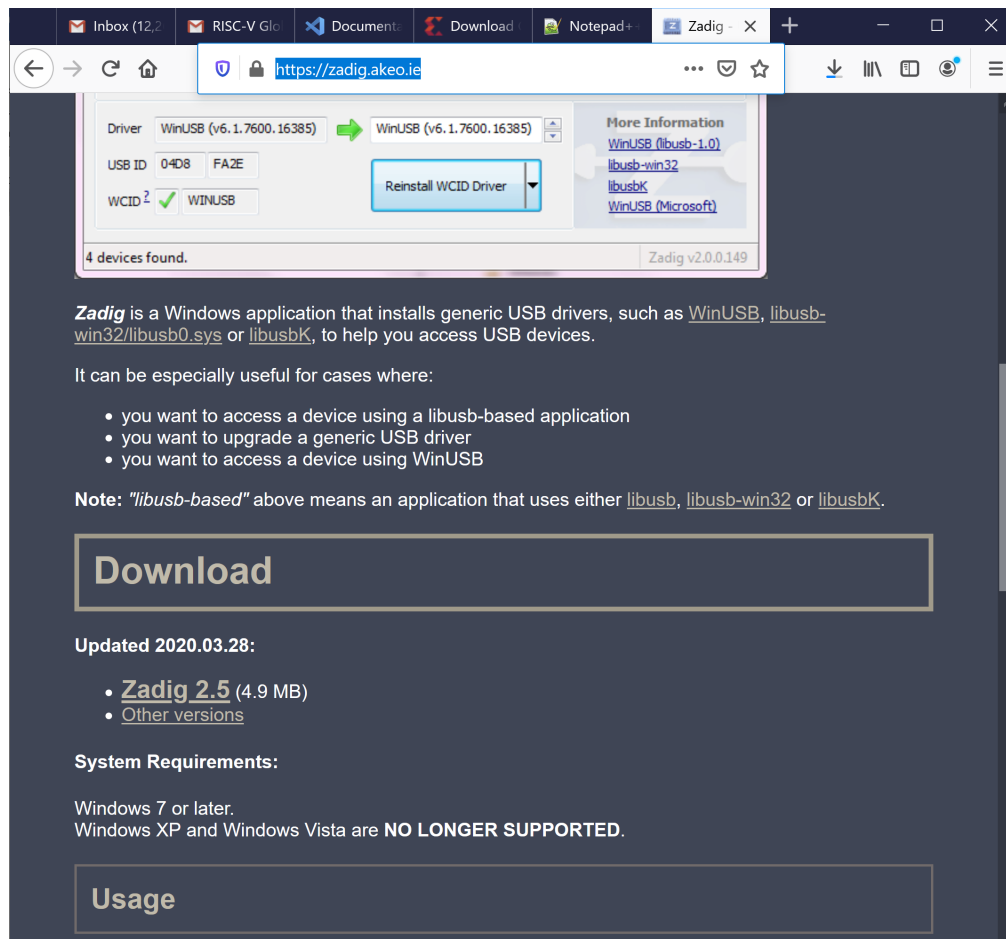 Inbox (12,2
RISC-V Glo
Documenta
Download
Notepad++
Zadig -
https://zadig.akeo.ie
Driver WinUSB (v6.1.7600.16385) WinUSB (v6.1.7600.16385)
USB ID 04D8 FA2E
WCID ? WINUSB
Reinstall WCID Driver
More Information
WinUSB (libusb-1.0)
libusb-win32
libusbK
WinUSB (Microsoft)
4 devices found. Zadig v2.0.0.149
Zadig is a Windows application that installs generic USB drivers, such as WinUSB, libusb-
win32/libusb0.sys or libusbK, to help you access USB devices.
It can be especially useful for cases where:
• you want to access a device using a libusb-based application
• you want to upgrade a generic USB driver
• you want to access a device using WinUSB
Note: "libusb-based" above means an application that uses either libusb, libusb-win32 or libusbK.
Download
Updated 2020.03.28:
• Zadig 2.5 (4.9 MB)
• Other versions
System Requirements:
Windows 7 or later.
Windows XP and Windows Vista are NO LONGER SUPPORTED.
Usage